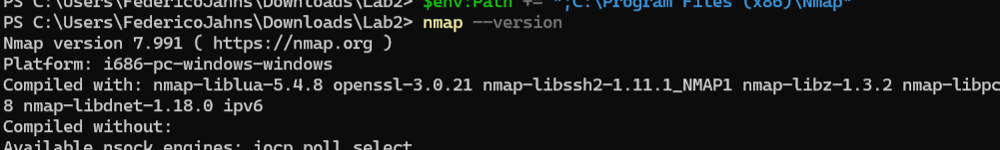 PS C:\Users\FedericoJahns\Downloads\Lab2> $env:Path += ";C:\Program Files (x86)\Nmap"
PS C:\Users\FedericoJahns\Downloads\Lab2> nmap --version
Nmap version 7.991 ( https://nmap.org )
Platform: i686-pc-windows-windows
Compiled with: nmap-liblua-5.4.8 openssl-3.0.21 nmap-libssh2-1.11.1_NMAP1 nmap-libz-1.3.2 nmap-libpc
8 nmap-libdnet-1.18.0 ipv6
Compiled without:
Available nsock engines: iocp poll select